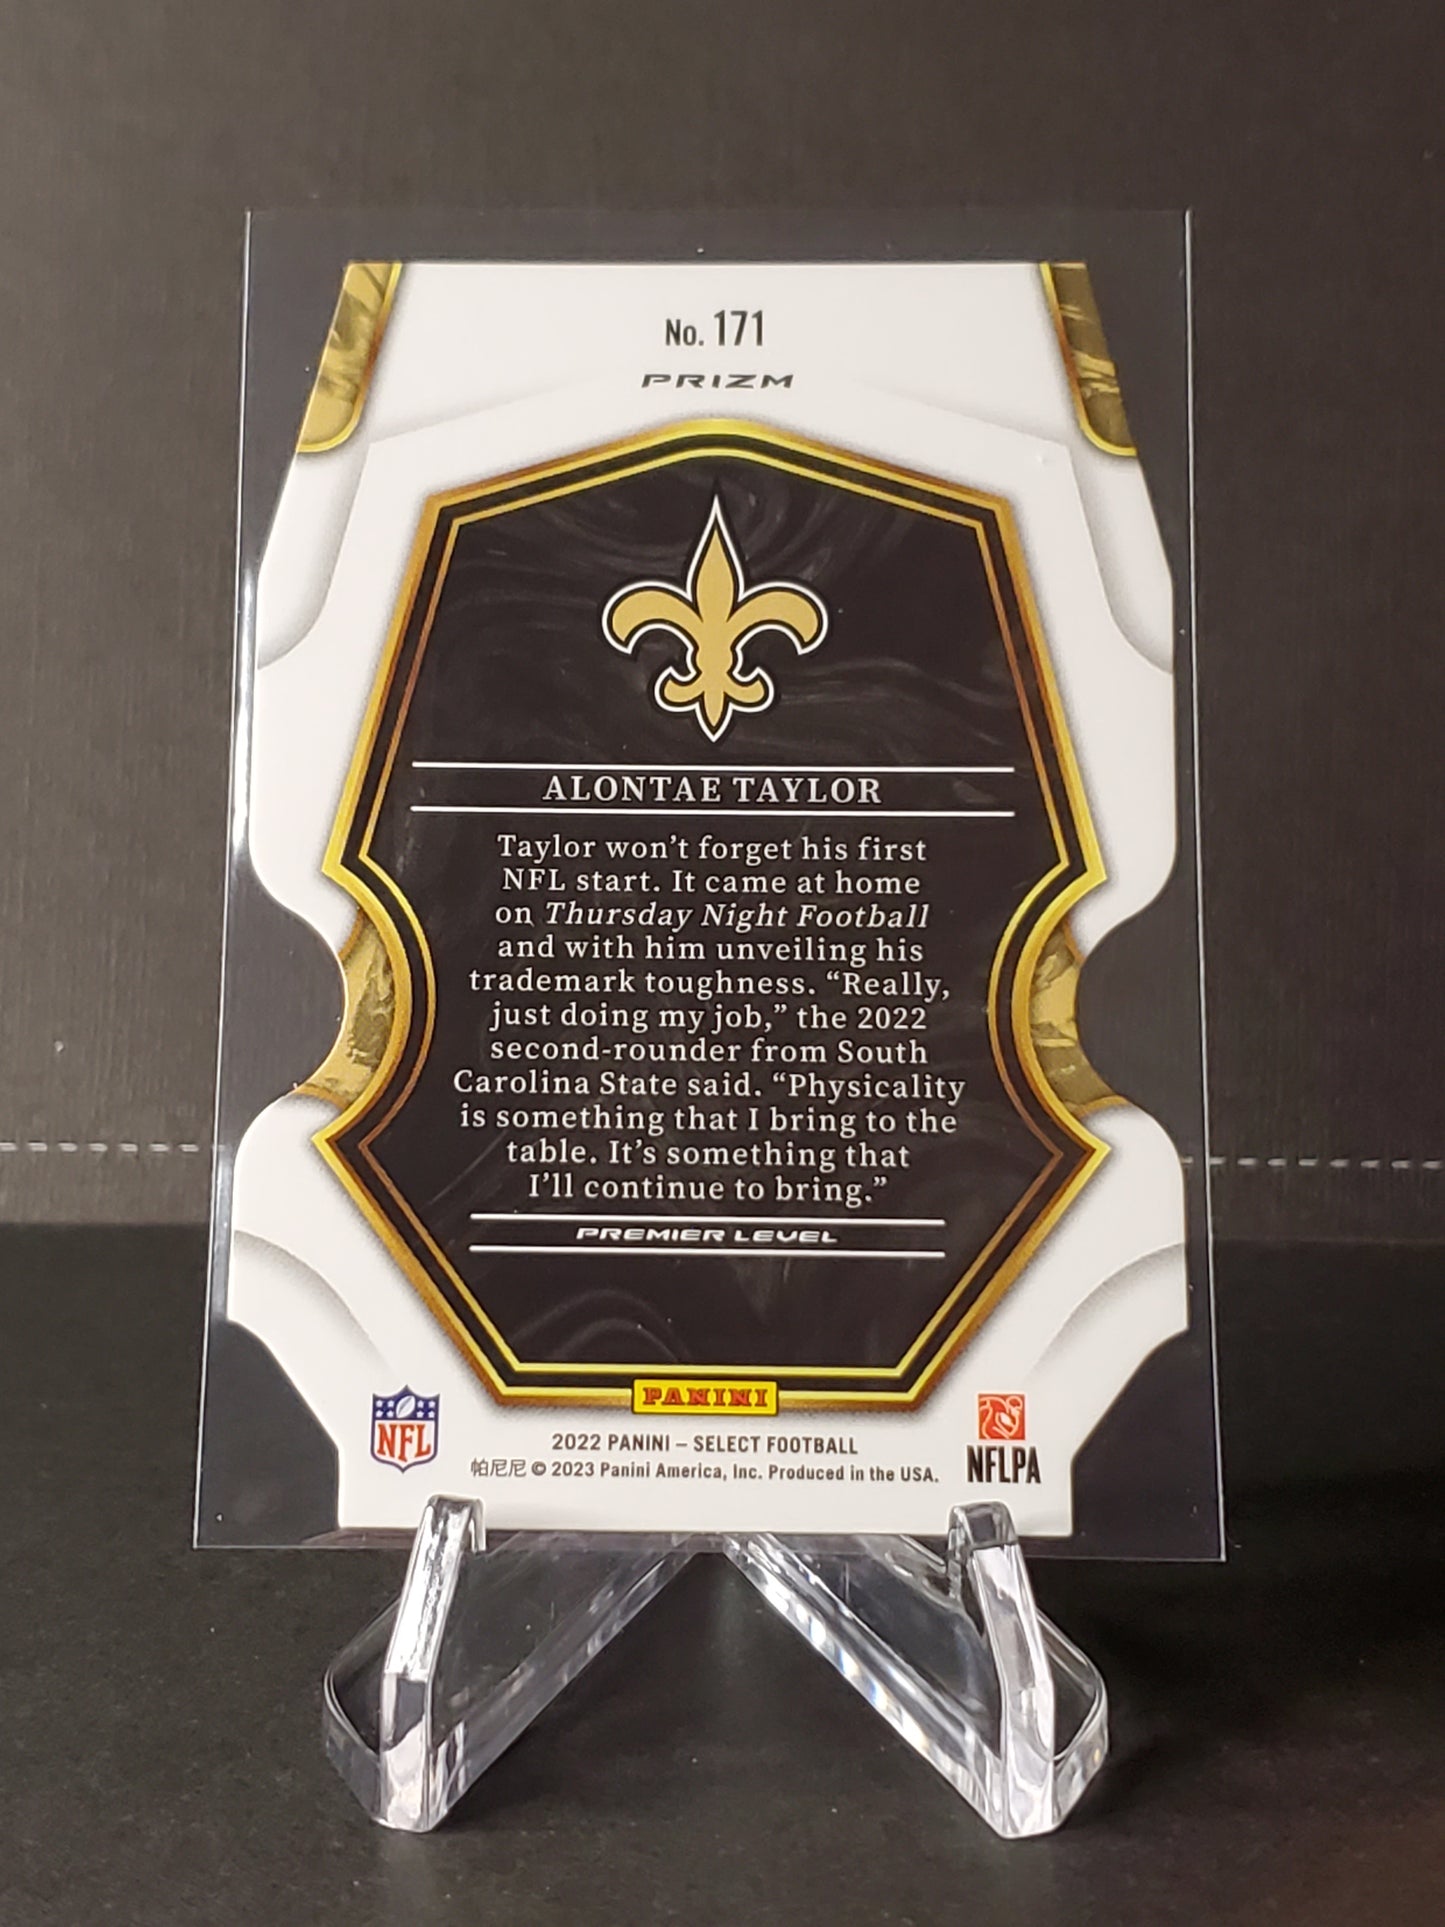 No. 171
PRIZM
ALONTAE TAYLOR
Taylor won't forget his first
NFL start. It came at home
on Thursday Night Football
and with him unveiling his
trademark toughness. “Really,
just doing my job,” the 2022
second-rounder from South
Carolina State said. “Physicality
is something that I bring to the
table. It's something that
I'll continue to bring.”
PREMIER LEVEL
PANINI
NFL
2022 PANINI – SELECT FOOTBALL
帕尼尼 © 2023 Panini America, Inc. Produced in the USA.
NFLPA